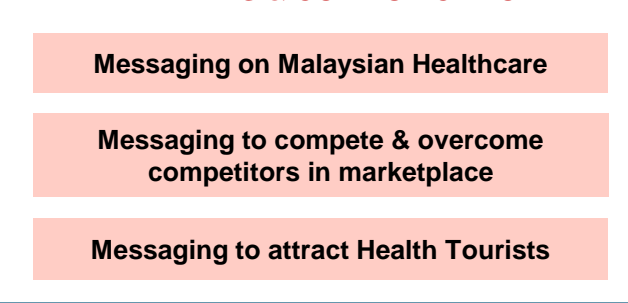 Messaging on Malaysian Healthcare
Messaging to compete & overcome
competitors in marketplace
Messaging to attract Health Tourists